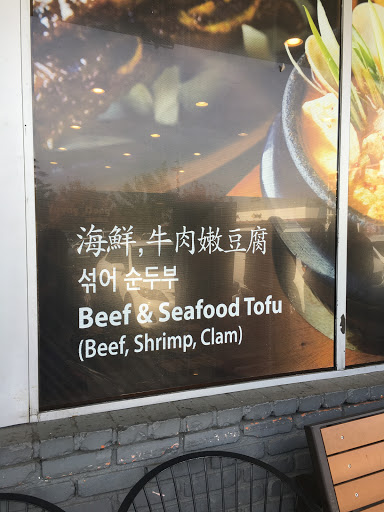 海鮮,牛肉嫩豆腐
섞어 순두부
Beef & Seafood Tofu
(Beef, Shrimp, Clam)